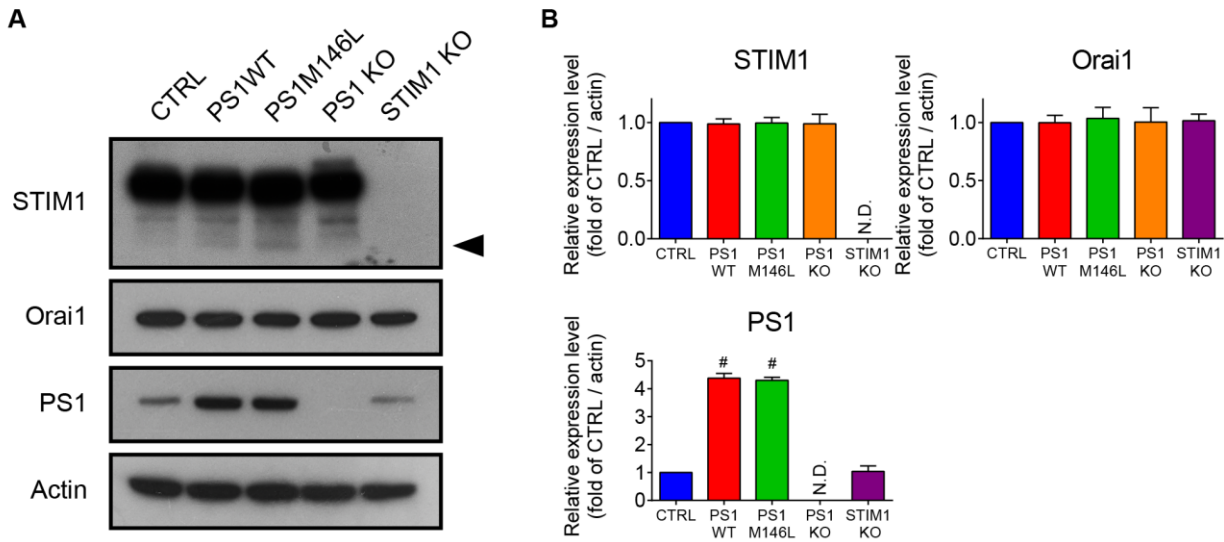 A
CTRL
PS1WT
PS1M146L
PS1 KO
STIM1 KO
STIM1
Orai1
PS1
Actin
B
STIM1
Relative expression level
(fold of CTRL / actin)
1.0
0.5
0.0
N.D.
CTRL
PS1
WT
PS1
M146L
PS1
KO
STIM1
KO
Orai1
Relative expression level
(fold of CTRL / actin)
1.0
0.5
0.0
CTRL
PS1
WT
PS1
M146L
PS1
KO
STIM1
KO
PS1
Relative expression level
(fold of CTRL / actin)
5
4
3
2
1
0
#
#
N.D.
CTRL
PS1
WT
PS1
M146L
PS1
KO
STIM1
KO